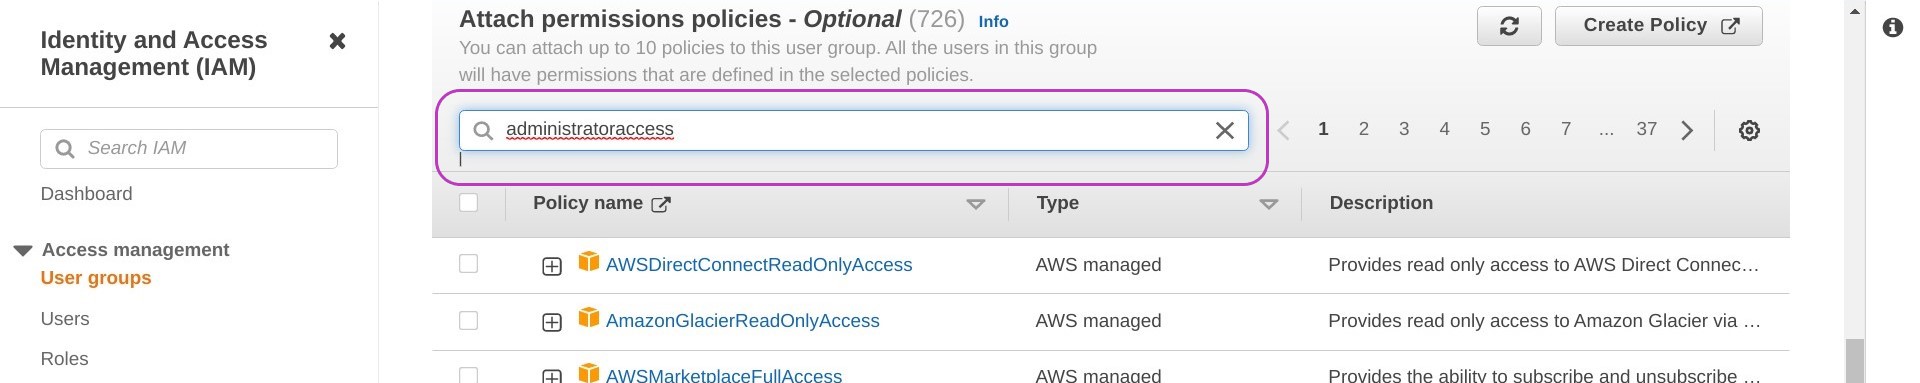 Identity and Access
Management (IAM)
Search IAM
Dashboard
Access management
User groups
Users
Roles
Attach permissions policies - Optional (726) Info
You can attach up to 10 policies to this user group. All the users in this group
will have permissions that are defined in the selected policies.
Create Policy
administratoraccess
1 2 3 4 5 6 7 ... 37
Policy name Type Description
AWSDirectConnectReadOnlyAccess AWS managed Provides read only access to AWS Direct Connec…
AmazonGlacierReadOnlyAccess AWS managed Provides read only access to Amazon Glacier via …
AWSMarketplaceFullAccess AWS managed Provides the ability to subscribe and unsubscribe …